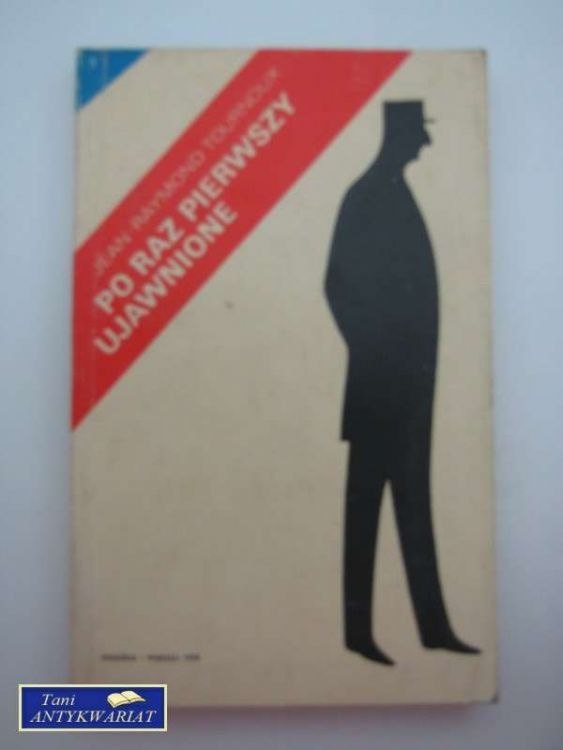 JEAN RAYMOND TOURNOUX
PO RAZ PIERWSZY
UJAWNIONE
Tani
ANTYKWARIAT